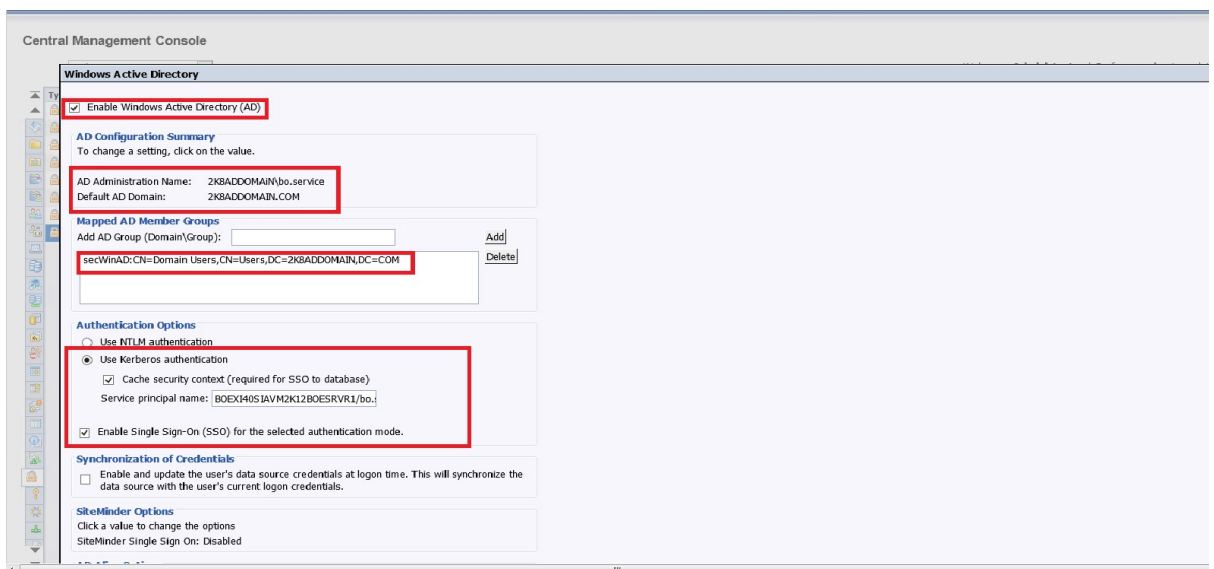 Central Management Console
Windows Active Directory
Ty
Enable Windows Active Directory (AD)
AD Configuration Summary
To change a setting, click on the value.
AD Administration Name: 2K8ADDOMAiN\bo.service
Default AD Domain: 2K8ADDOMAIN.COM
Mapped AD Member Groups
Add AD Group (Domain\Group):
Add
secWinAD:CN=Domain Users,CN=Users,DC=2K8ADDOMAIN,DC=COM
Delete
Authentication Options
Use NTLM authentication
Use Kerberos authentication
Cache security context (required for SSO to database)
Service principal name: BOEXI40SIAVM2K12BOESRVR1/bo.s
Enable Single Sign-On (SSO) for the selected authentication mode.
Synchronization of Credentials
Enable and update the user's data source credentials at logon time. This will synchronize the
data source with the user's current logon credentials.
SiteMinder Options
Click a value to change the options
SiteMinder Single Sign On: Disabled